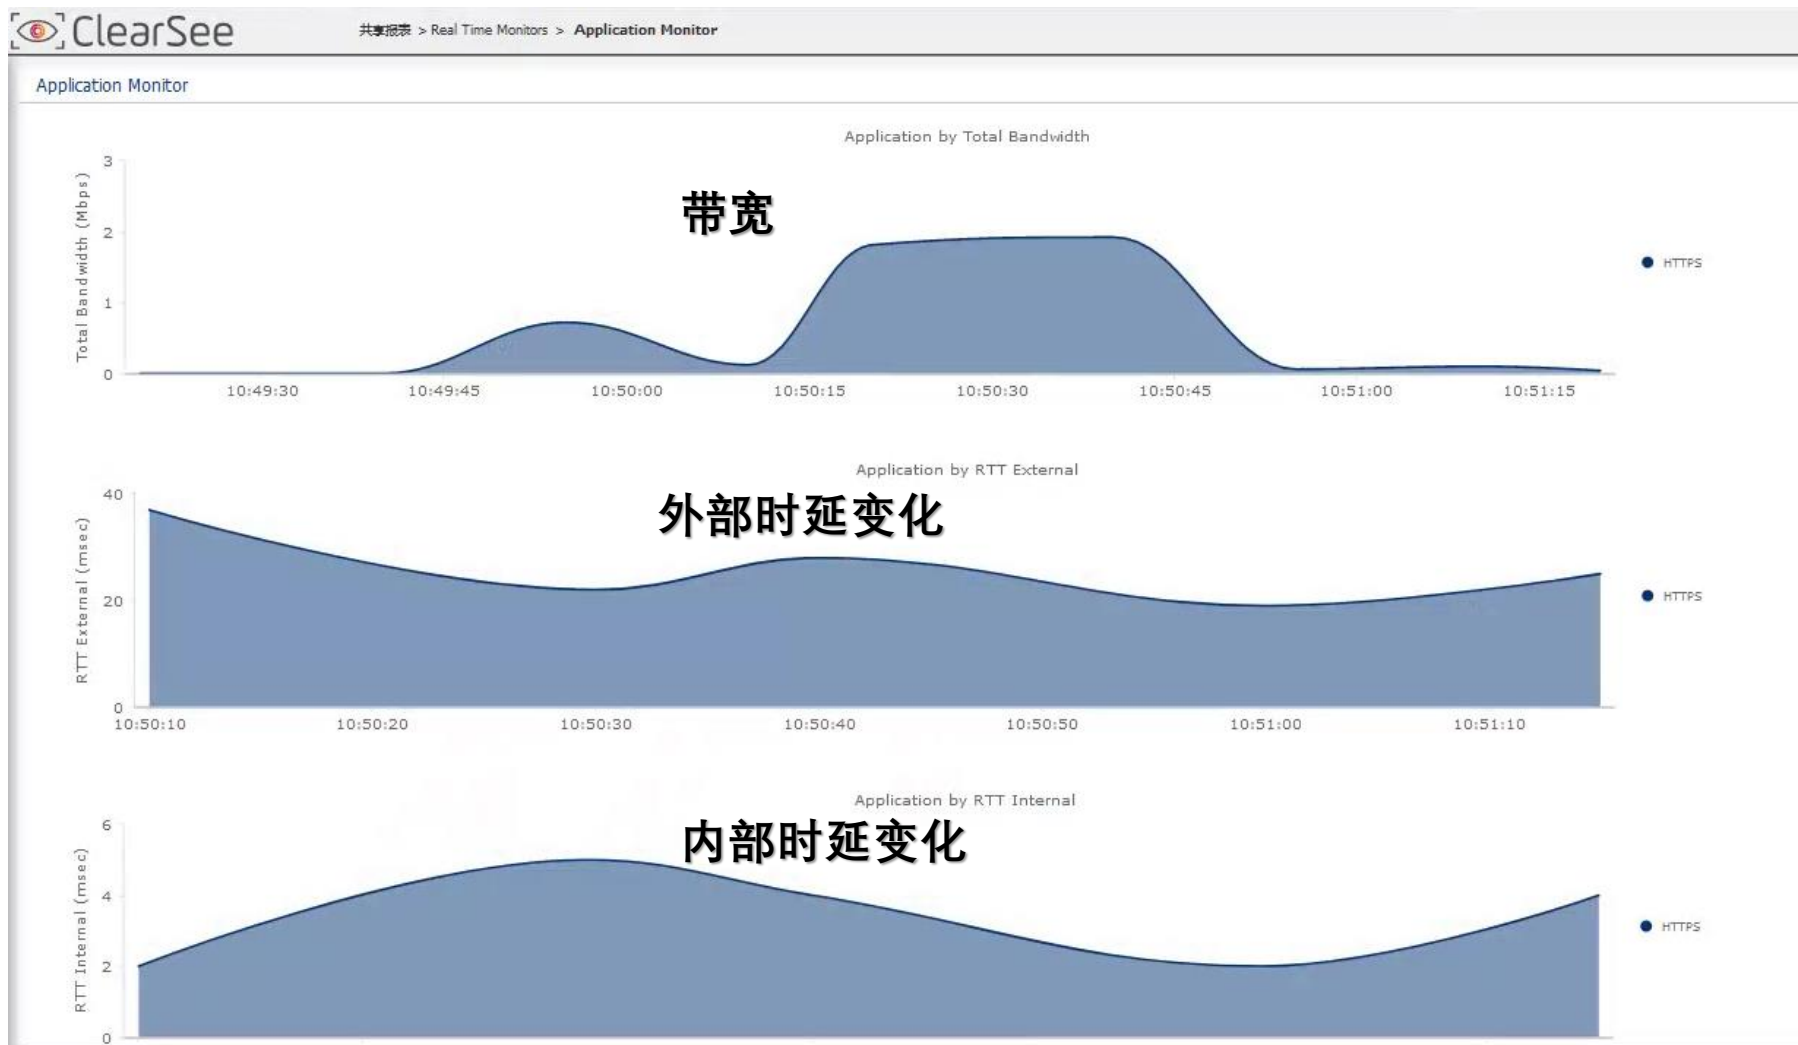 ClearSee
共享报表 > Real Time Monitors > Application Monitor
Application Monitor
Application by Total Bandwidth
带宽
Total Bandwidth (Mbps)
3
2
1
0
10:49:30 10:49:45 10:50:00 10:50:15 10:50:30 10:50:45 10:51:00 10:51:15
HTTPS
Application by RTT External
外部时延变化
RTT External (msec)
40
20
0
10:50:10 10:50:20 10:50:30 10:50:40 10:50:50 10:51:00 10:51:10
HTTPS
Application by RTT Internal
内部时延变化
RTT Internal (msec)
6
4
2
0
HTTPS